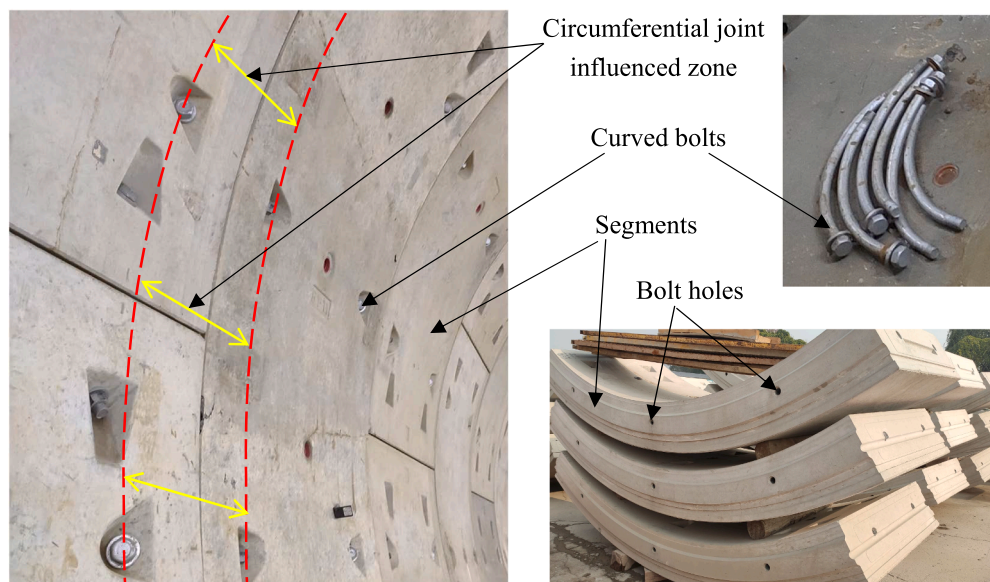 Circumferential joint
influenced zone
Curved bolts
Segments
Bolt holes